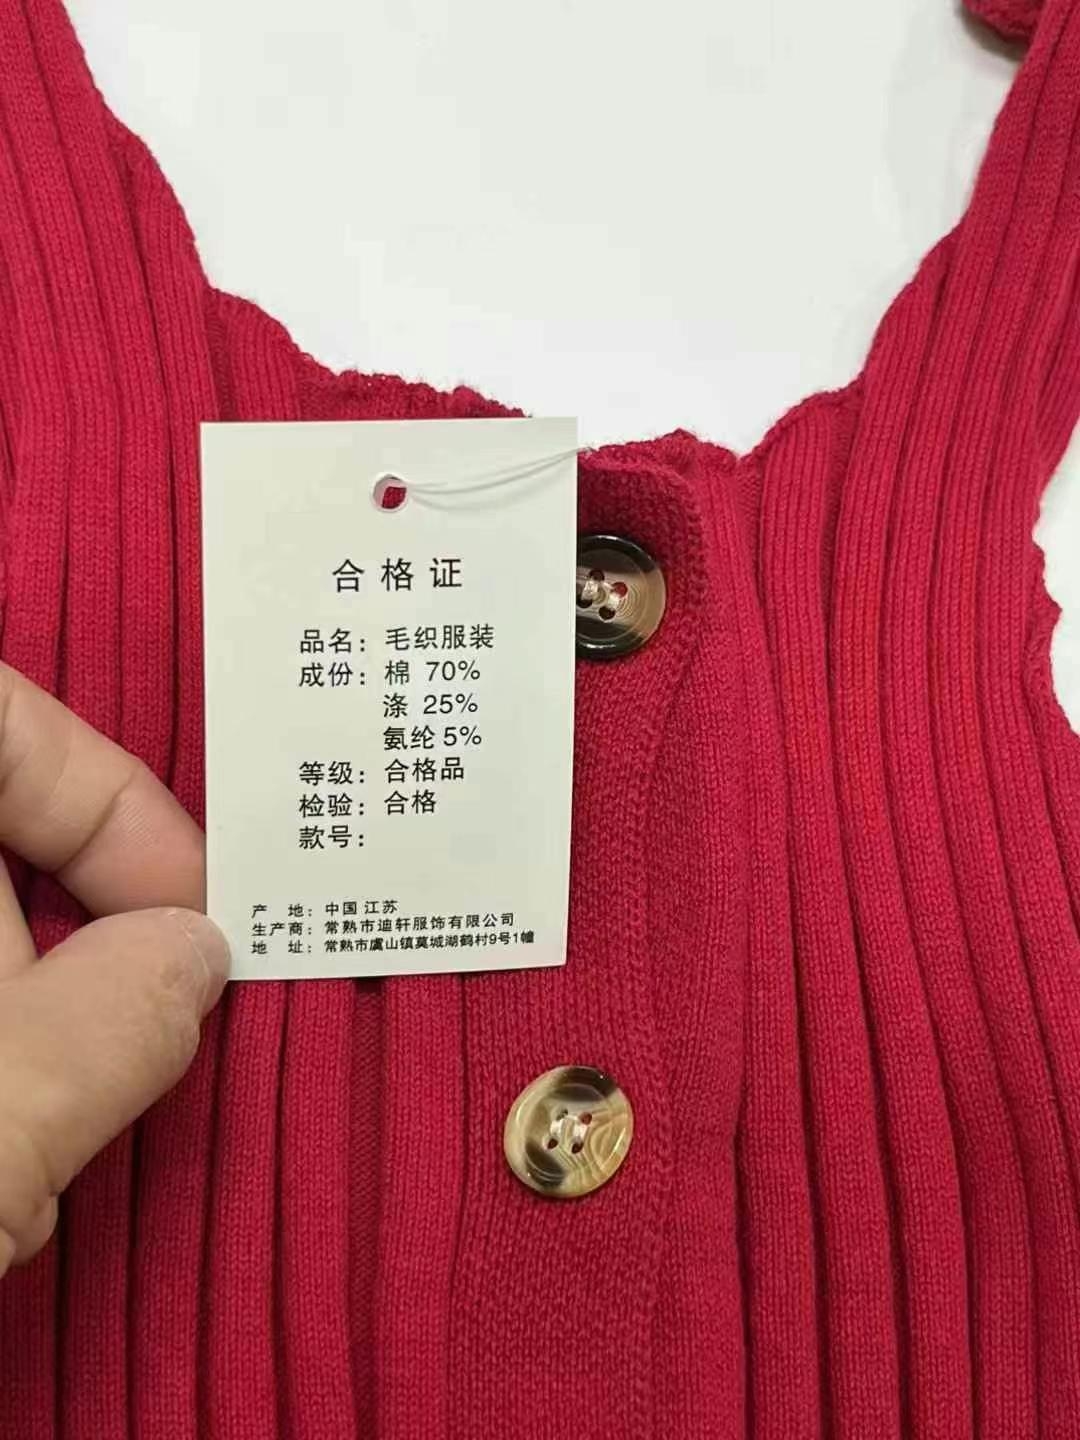 合格证
品名：毛织服装
成份：棉 70%
涤 25%
氨纶 5%
等级：合格品
检验：合格
款号：
产 地：中国 江苏
生产商：常熟市迪轩服饰有限公司
地 址：常熟市虞山镇莫城湖鹤村9号1幢